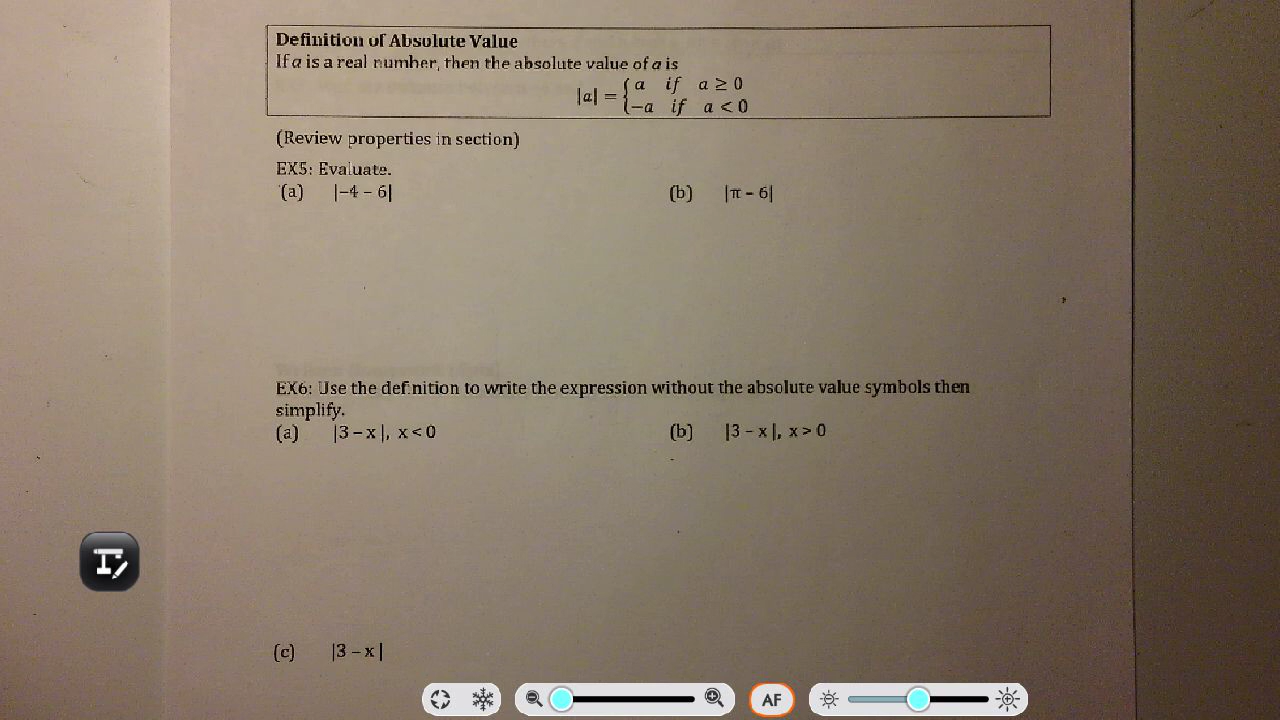 Definition of Absolute Value
If a is a real number, then the absolute value of a is
|a| = { a if a ≥ 0
−a if a < 0
(Review properties in section)
EX5: Evaluate.
(a) |−4 – 6| (b) |π – 6|
EX6: Use the definition to write the expression without the absolute value symbols then
simplify.
(a) |3 – x |, x < 0 (b) |3 – x |, x > 0
(c) |3 – x |
AF